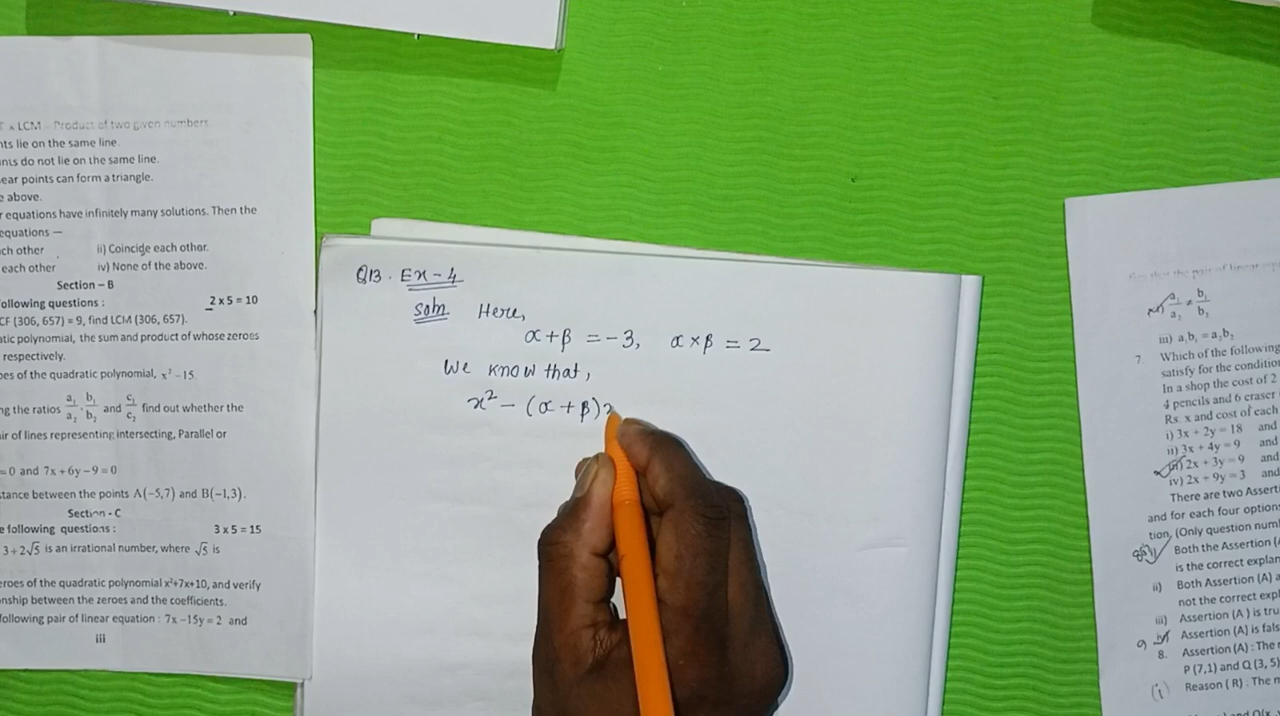 T x LCM – Product of two given numbers.
nts lie on the same line.
ints do not lie on the same line.
ear points can form a triangle.
e above.
r equations have infinitely many solutions. Then the
equations —
ch other ii) Coincide each other.
each other iv) None of the above.
Section – B
ollowing questions : 2 x 5 = 10
CF (306, 657) = 9, find LCM (306, 657).
atic polynomial, the sum and product of whose zeroes
respectively.
oes of the quadratic polynomial, x² – 15.
ng the ratios a₁/a₂, b₁/b₂ and c₁/c₂ find out whether the
ir of lines representing intersecting, Parallel or
= 0 and 7x+6y–9=0
stance between the points A(–5,7) and B(–1,3).
Section - C
e following questions : 3 x 5 = 15
3+2√5 is an irrational number, where √5 is
eroes of the quadratic polynomial x²+7x+10, and verify
onship between the zeroes and the coefficients.
following pair of linear equation : 7x –15y = 2 and
iii
Q13. Ex – 4
Soln Here,
α+β = –3, α×β = 2
We know that,
x² – (α+β)x
a₁/a₂ ≠ b₁/b₂
iii) a₁b₁ = a₂b₂
7. Which of the following
satisfy for the condition
In a shop the cost of 2
4 pencils and 6 eraser
Rs. x and cost of each
i) 3x + 2y = 18 and
ii) 3x + 4y = 9 and
2x + 3y = 9 and
iv) 2x + 9y = 3 and
There are two Asserti
and for each four option
tion. (Only question num
Both the Assertion (A
is the correct explan
ii) Both Assertion (A) a
not the correct expl
iii) Assertion (A) is tru
9 Assertion (A) is fals
8. Assertion (A) : The
P (7,1) and Q (3, 5)
(i) Reason (R) : The m